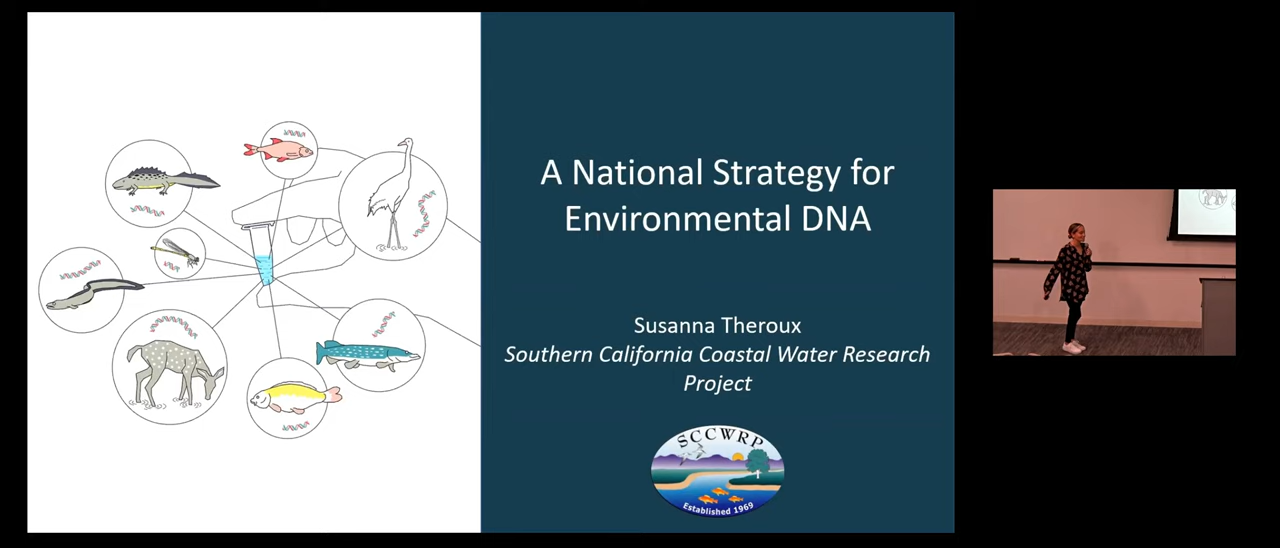 A National Strategy for
Environmental DNA
Susanna Theroux
Southern California Coastal Water Research
Project
SCCWRP
Established 1969